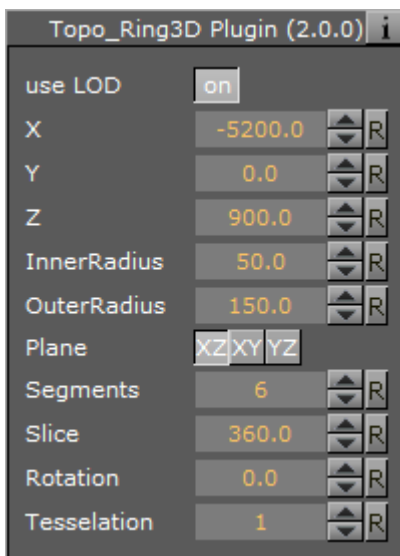 Topo_Ring3D Plugin (2.0.0) i
use LOD on
X -5200.0 R
Y 0.0 R
Z 900.0 R
InnerRadius 50.0 R
OuterRadius 150.0 R
Plane XZ XY YZ
Segments 6 R
Slice 360.0 R
Rotation 0.0 R
Tesselation 1 R